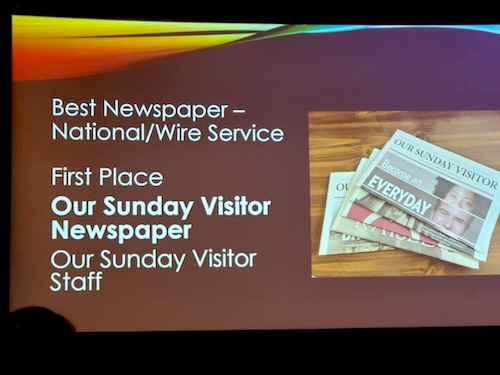 Best Newspaper –
National/Wire Service
First Place
Our Sunday Visitor
Newspaper
Our Sunday Visitor
Staff
OUR SUNDAY VISITOR
Become an
EVERYDAY